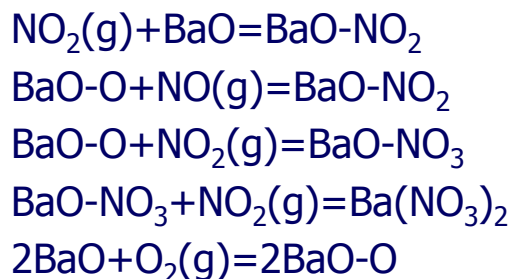 NO₂(g)+BaO=BaO-NO₂
BaO-O+NO(g)=BaO-NO₂
BaO-O+NO₂(g)=BaO-NO₃
BaO-NO₃+NO₂(g)=Ba(NO₃)₂
2BaO+O₂(g)=2BaO-O